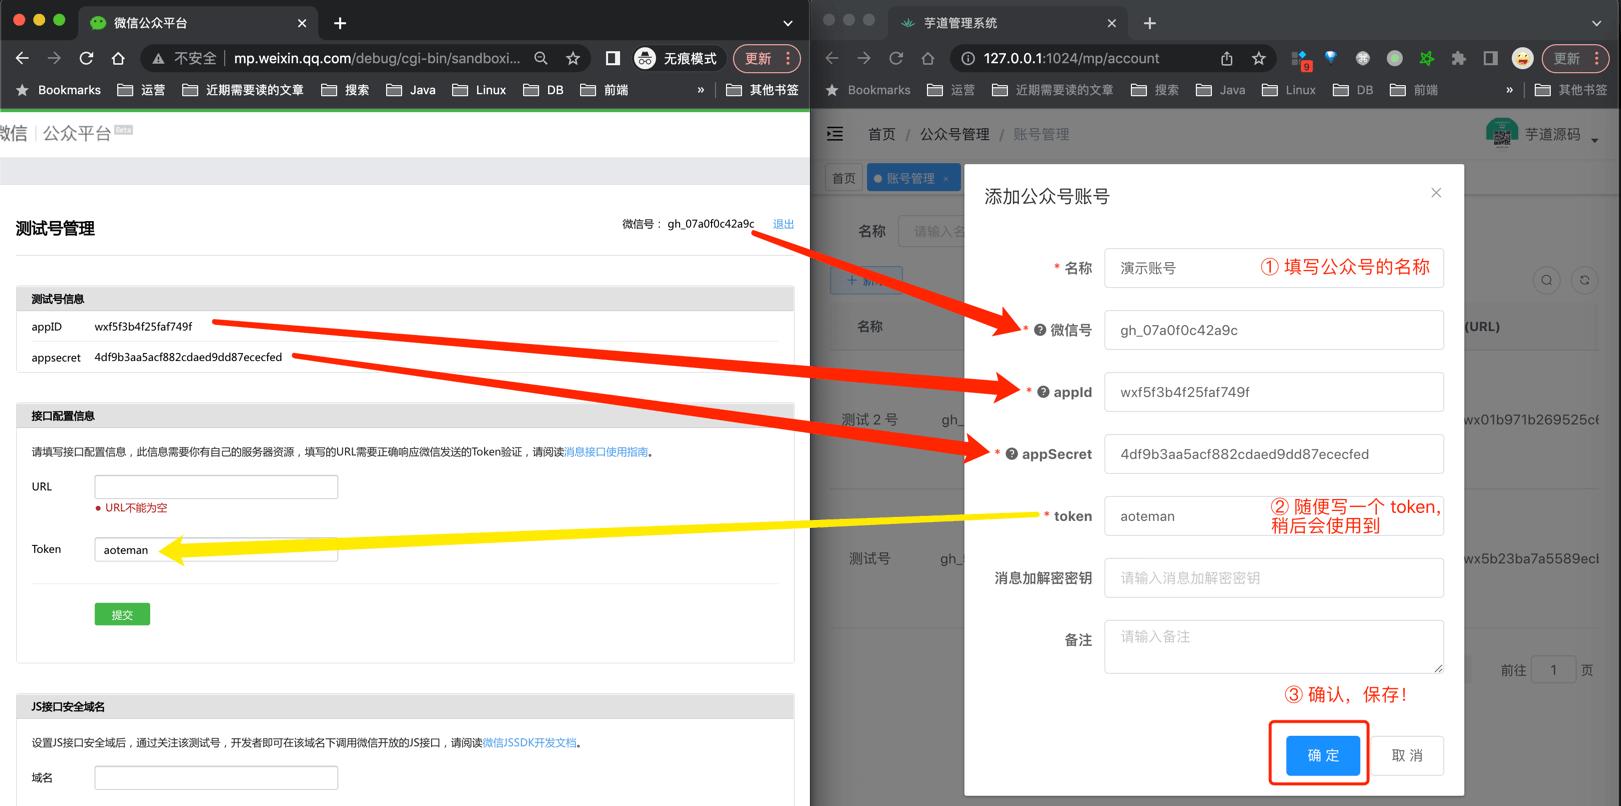 微信公众平台
不安全 mp.weixin.qq.com/debug/cgi-bin/sandboxi... 无痕模式 更新
Bookmarks 运营 近期需要读的文章 搜索 Java Linux DB 前端 » 其他书签
微信 | 公众平台 Beta
测试号管理
微信号: gh_07a0f0c42a9c 退出
测试号信息
appID wxf5f3b4f25faf749f
appsecret 4df9b3aa5acf882cdaed9dd87ececfed
接口配置信息
请填写接口配置信息，此信息需要你有自己的服务器资源，填写的URL需要正确响应微信发送的Token验证，请阅读消息接口使用指南。
URL
URL不能为空
Token aoteman
提交
JS接口安全域名
设置JS接口安全域后，通过关注该测试号，开发者即可在该域名下调用微信开放的JS接口，请阅读微信JSSDK开发文档。
域名
芋道管理系统
127.0.0.1:1024/mp/account 9 更新
Bookmarks 运营 近期需要读的文章 搜索 Java Linux DB 前端 » 其他书签
首页 / 公众号管理 / 账号管理 芋道源码
首页 账号管理 ×
名称 请输入名
+ 新
名称 (URL)
测试 2 号 gh_ wx01b971b269525c6
测试号 gh_ wx5b23ba7a5589ecb
前往 1 页
添加公众号账号
* 名称 演示账号 ① 填写公众号的名称
* 微信号 gh_07a0f0c42a9c
* appId wxf5f3b4f25faf749f
* appSecret 4df9b3aa5acf882cdaed9dd87ececfed
* token aoteman ② 随便写一个 token,
稍后会使用到
消息加解密密钥 请输入消息加解密密钥
备注 请输入备注
③ 确认，保存！
确 定 取 消